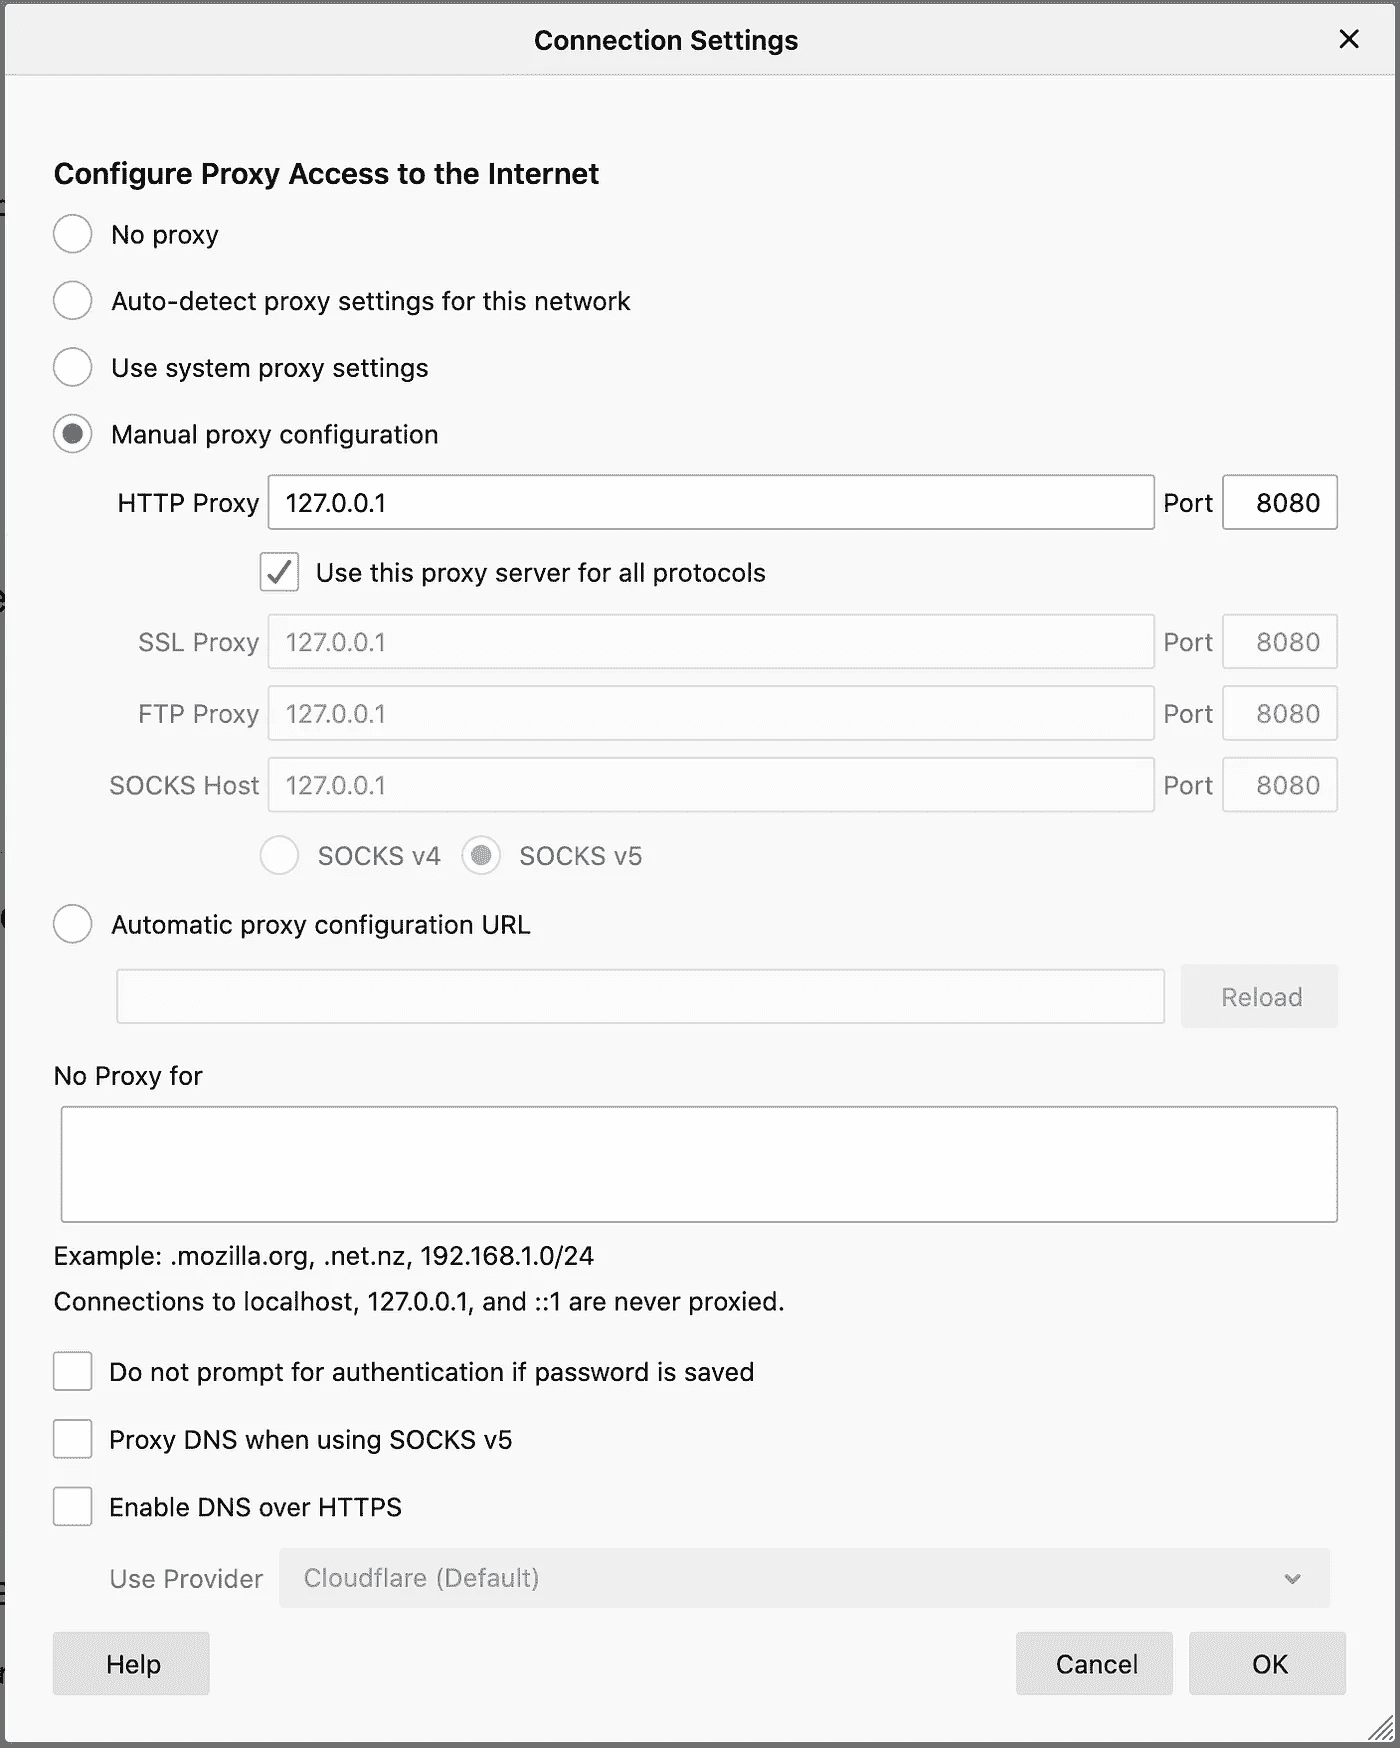 Connection Settings
Configure Proxy Access to the Internet
No proxy
Auto-detect proxy settings for this network
Use system proxy settings
Manual proxy configuration
HTTP Proxy 127.0.0.1 Port 8080
Use this proxy server for all protocols
SSL Proxy 127.0.0.1 Port 8080
FTP Proxy 127.0.0.1 Port 8080
SOCKS Host 127.0.0.1 Port 8080
SOCKS v4 SOCKS v5
Automatic proxy configuration URL
Reload
No Proxy for
Example: .mozilla.org, .net.nz, 192.168.1.0/24
Connections to localhost, 127.0.0.1, and ::1 are never proxied.
Do not prompt for authentication if password is saved
Proxy DNS when using SOCKS v5
Enable DNS over HTTPS
Use Provider Cloudflare (Default)
Help Cancel OK